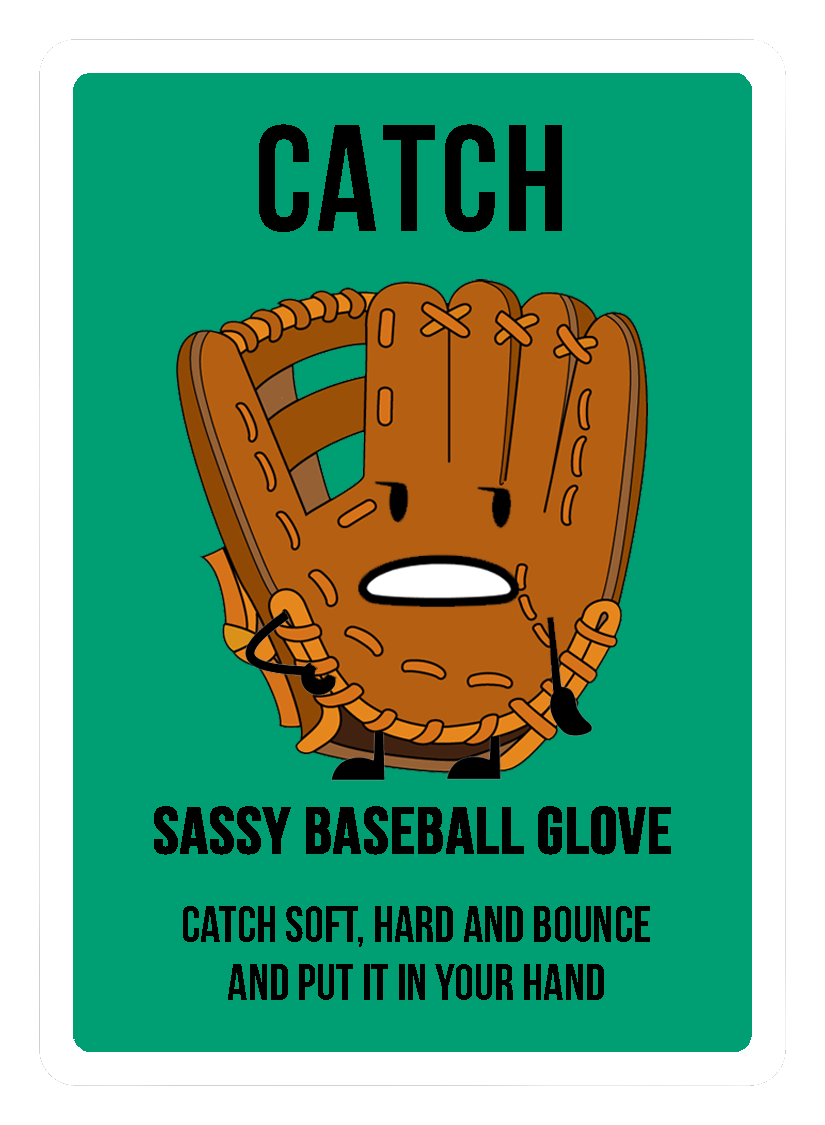 CATCH
SASSY BASEBALL GLOVE
CATCH SOFT, HARD AND BOUNCE
AND PUT IT IN YOUR HAND